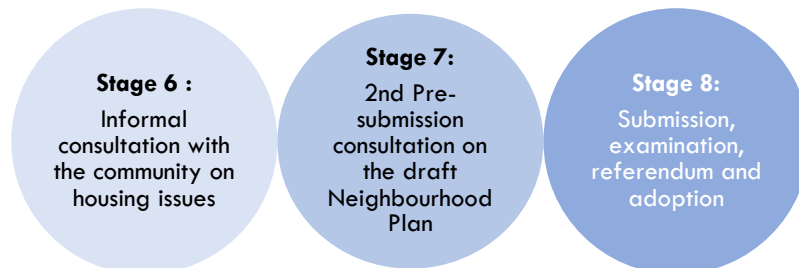 Stage 6 :
Informal
consultation with
the community on
housing issues
Stage 7:
2nd Pre-
submission
consultation on
the draft
Neighbourhood
Plan
Stage 8:
Submission,
examination,
referendum and
adoption